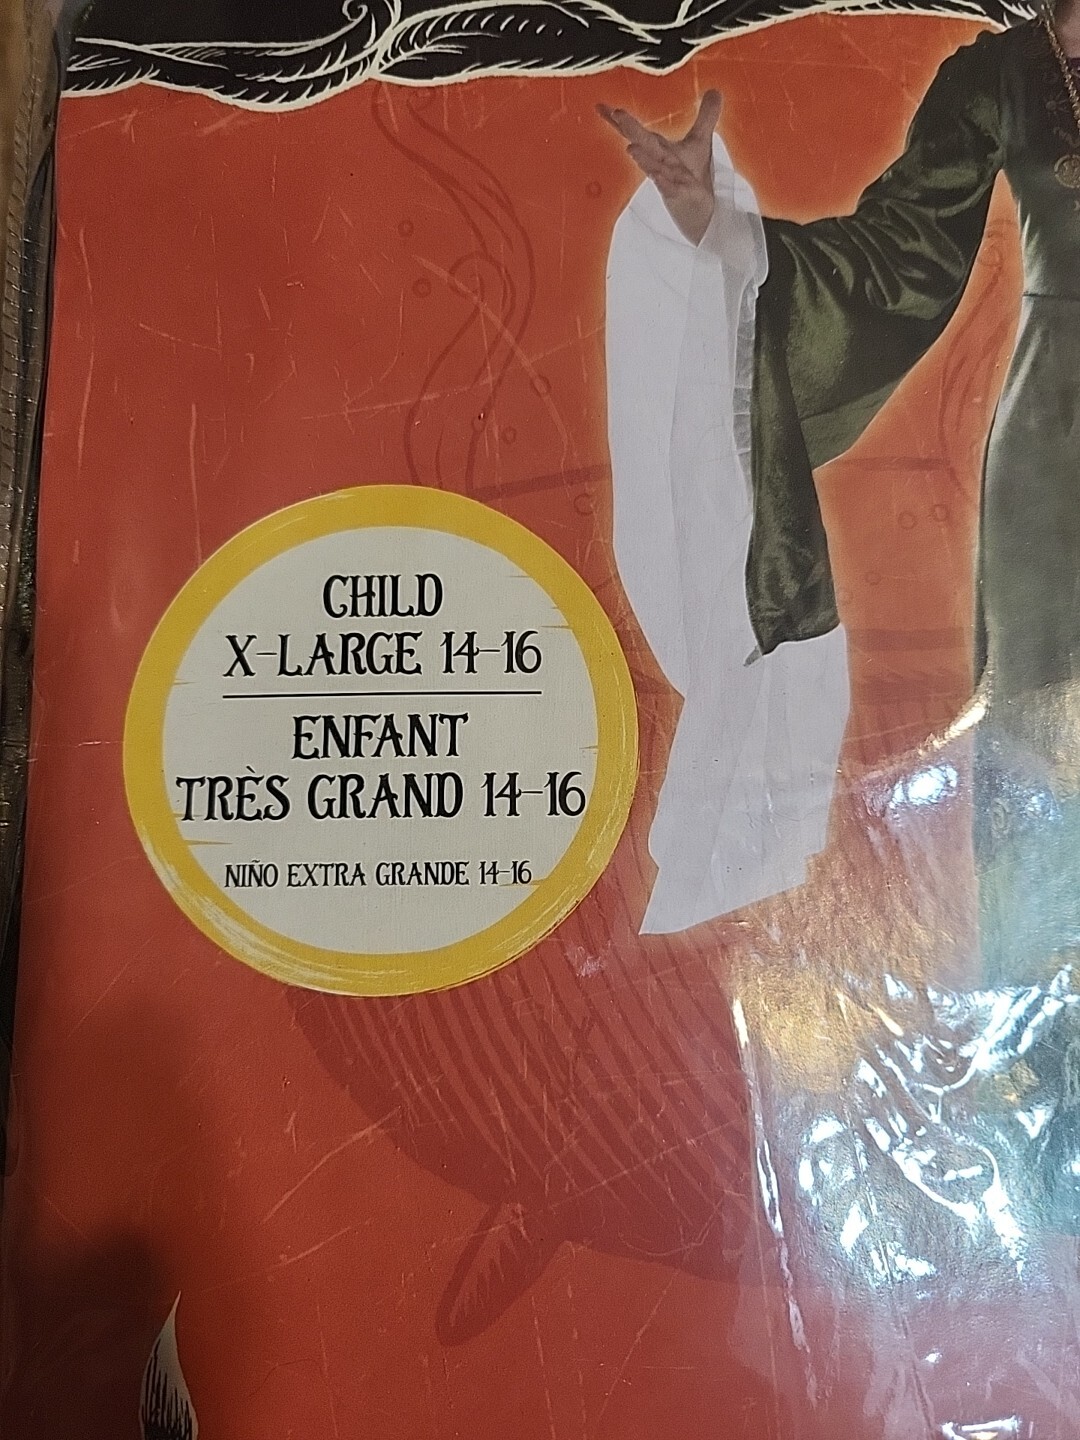 CHILD
X-LARGE 14-16
ENFANT
TRÈS GRAND 14-16
NIÑO EXTRA GRANDE 14-16